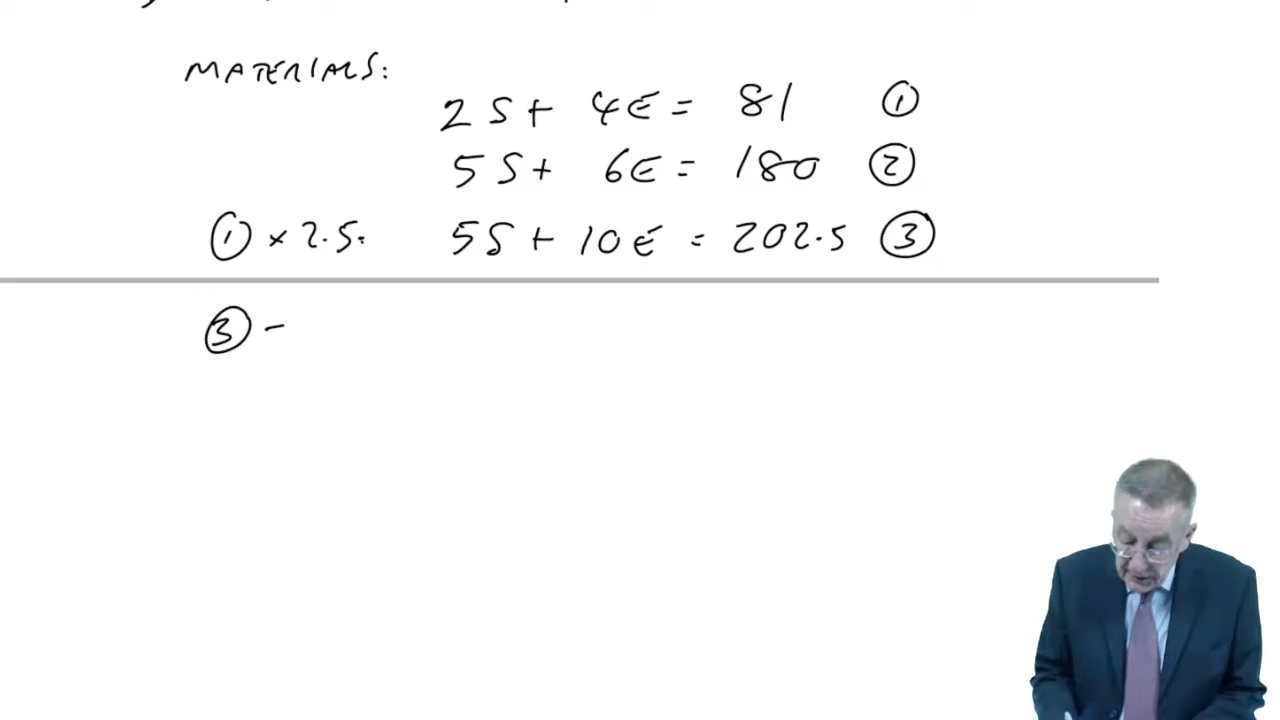 MATERIALS:
2S + 4E = 81 ①
5S + 6E = 180 ②
① × 2.5: 5S + 10E = 202.5 ③
③ -